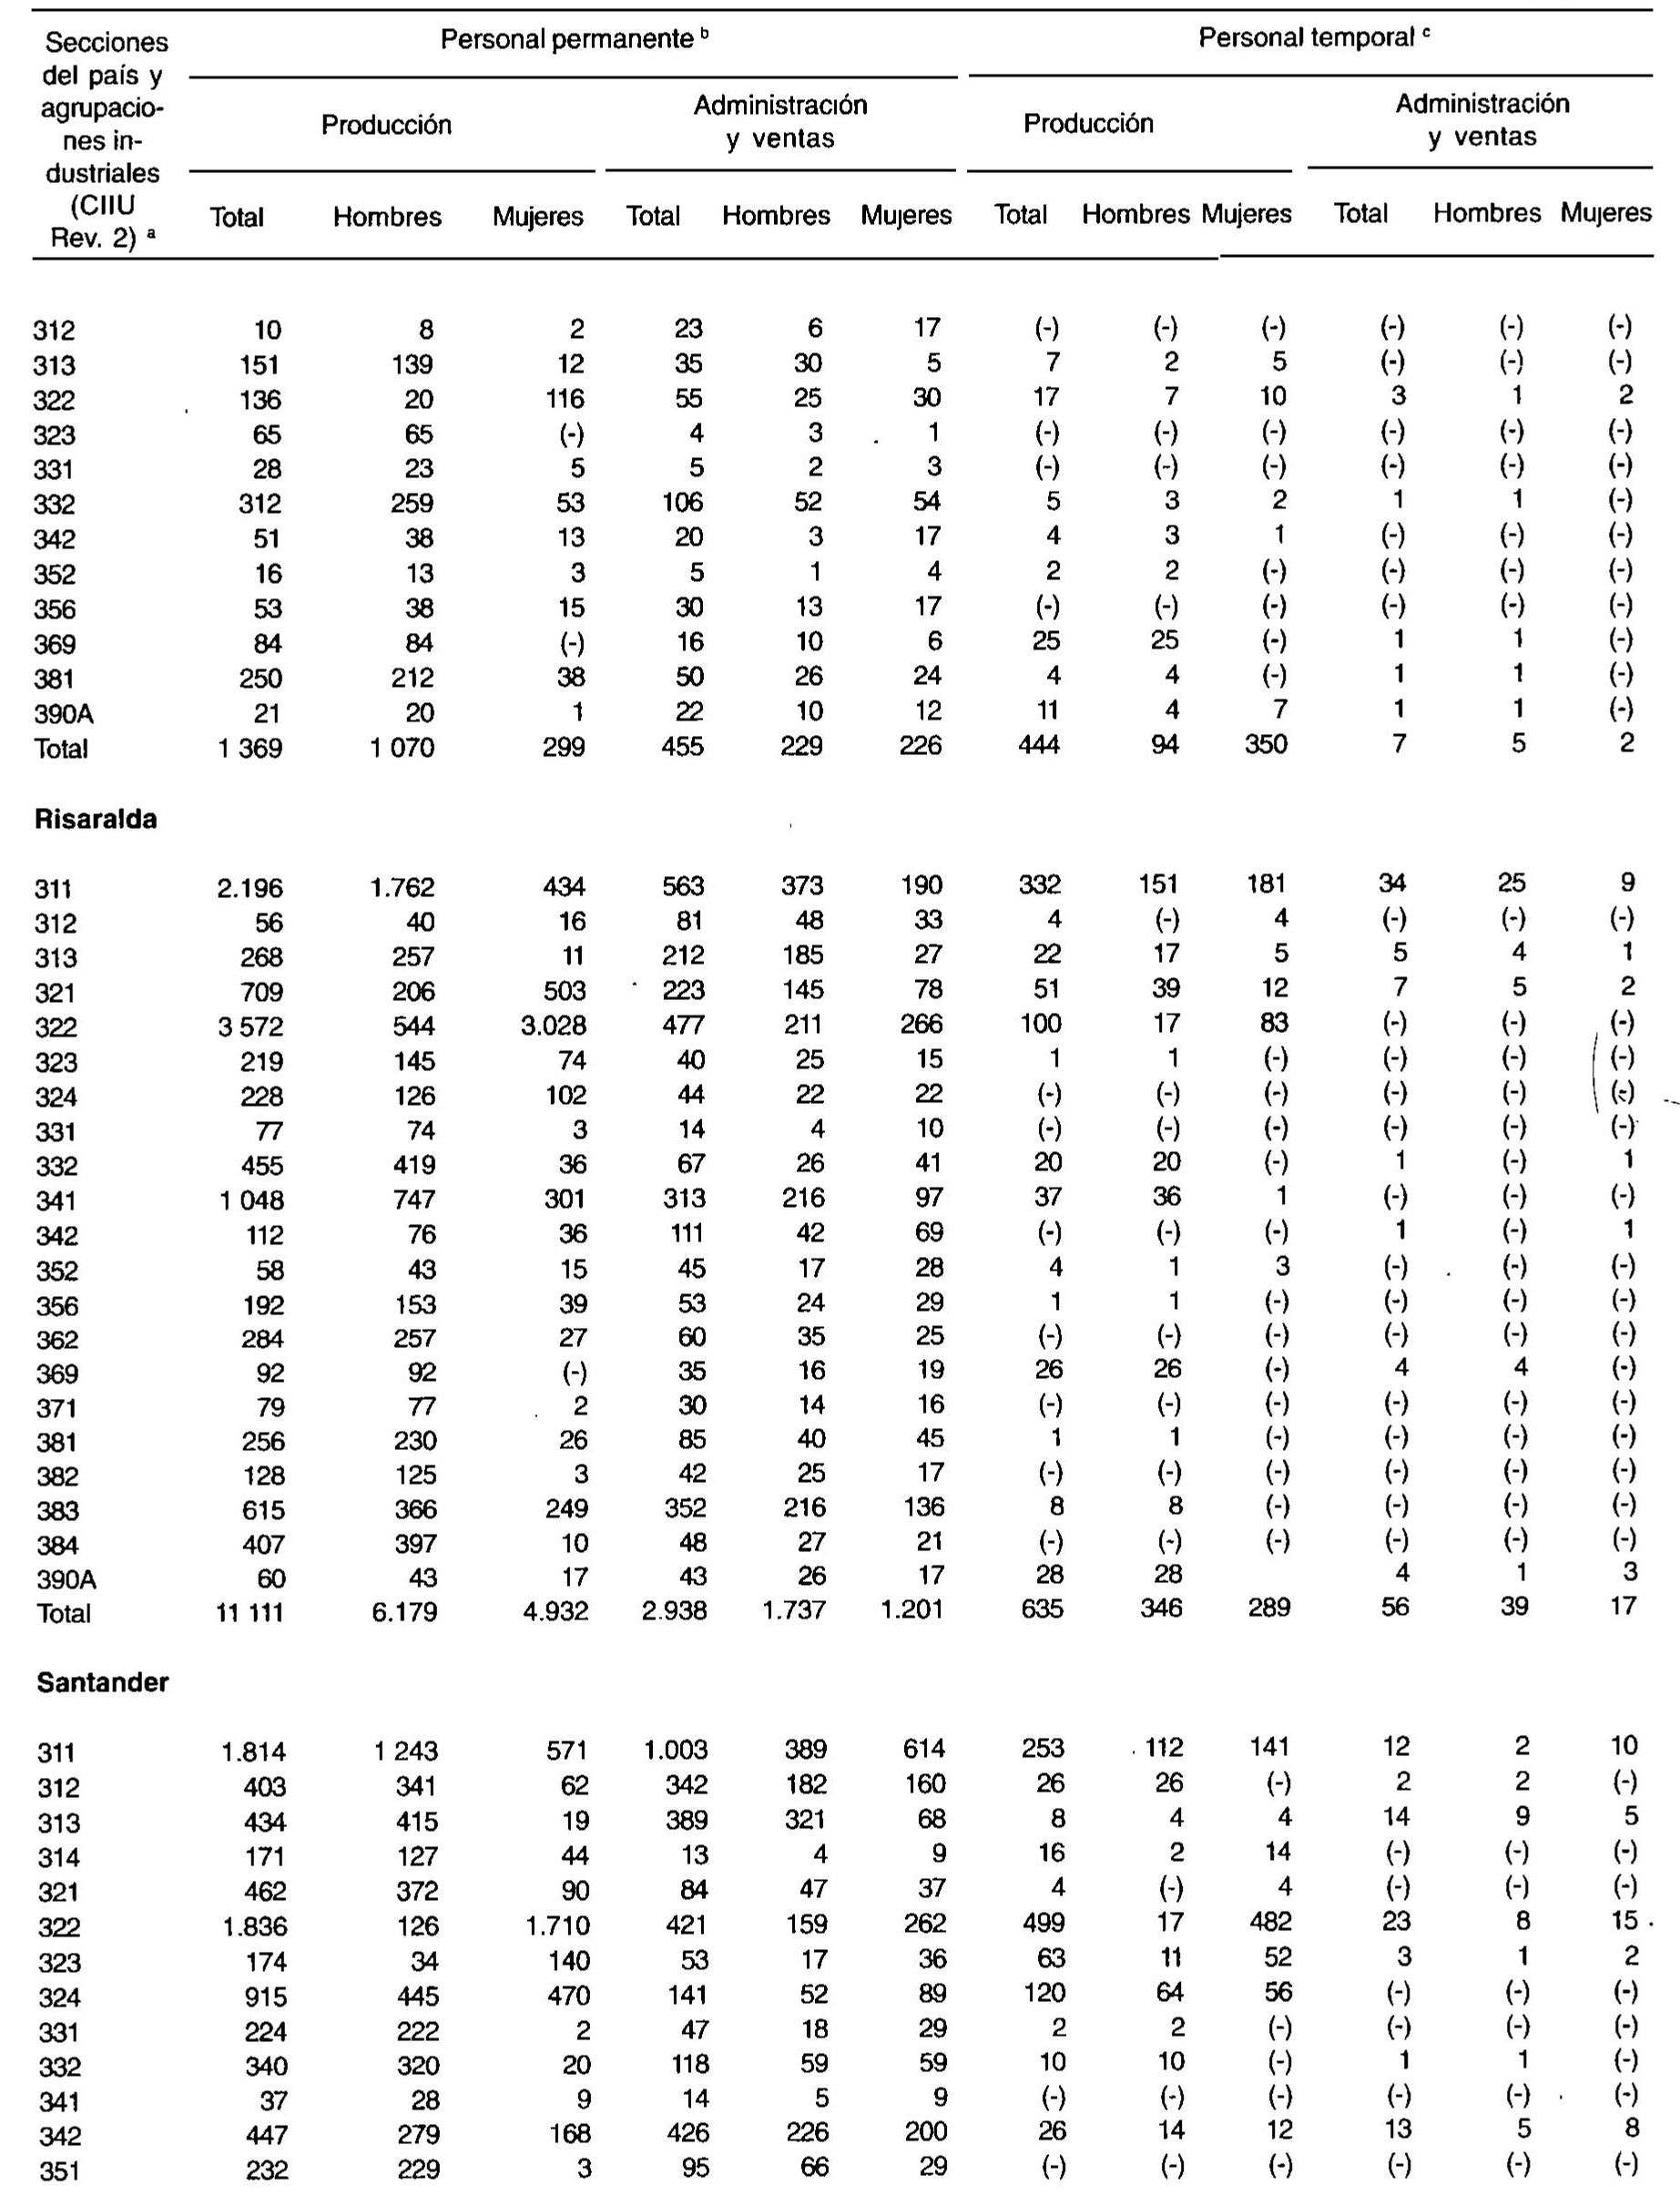 Secciones del país y agrupacio- nes in- dustriales (CIIU Rev. 2) a
Personal permanente b Personal temporal c
Producción Administración y ventas Producción Administración y ventas
Total Hombres Mujeres Total Hombres Mujeres Total Hombres Mujeres Total Hombres Mujeres
312 10 8 2 23 6 17 (-) (-) (-) (-) (-) (-)
313 151 139 12 35 30 5 7 2 5 (-) (-) (-)
322 136 20 116 55 25 30 17 7 10 3 1 2
323 65 65 (-) 4 3 1 (-) (-) (-) (-) (-) (-)
331 28 23 5 5 2 3 (-) (-) (-) (-) (-) (-)
332 312 259 53 106 52 54 5 3 2 1 1 (-)
342 51 38 13 20 3 17 4 3 1 (-) (-) (-)
352 16 13 3 5 1 4 2 2 (-) (-) (-) (-)
356 53 38 15 30 13 17 (-) (-) (-) (-) (-) (-)
369 84 84 (-) 16 10 6 25 25 (-) 1 1 (-)
381 250 212 38 50 26 24 4 4 (-) 1 1 (-)
390A 21 20 1 22 10 12 11 4 7 1 1 (-)
Total 1 369 1 070 299 455 229 226 444 94 350 7 5 2
Risaralda
311 2.196 1.762 434 563 373 190 332 151 181 34 25 9
312 56 40 16 81 48 33 4 (-) 4 (-) (-) (-)
313 268 257 11 212 185 27 22 17 5 5 4 1
321 709 206 503 223 145 78 51 39 12 7 5 2
322 3 572 544 3.028 477 211 266 100 17 83 (-) (-) (-)
323 219 145 74 40 25 15 1 1 (-) (-) (-) (-)
324 228 126 102 44 22 22 (-) (-) (-) (-) (-) (-)
331 77 74 3 14 4 10 (-) (-) (-) (-) (-) (-)
332 455 419 36 67 26 41 20 20 (-) 1 (-) 1
341 1 048 747 301 313 216 97 37 36 1 (-) (-) (-)
342 112 76 36 111 42 69 (-) (-) (-) 1 (-) 1
352 58 43 15 45 17 28 4 1 3 (-) (-) (-)
356 192 153 39 53 24 29 1 1 (-) (-) (-) (-)
362 284 257 27 60 35 25 (-) (-) (-) (-) (-) (-)
369 92 92 (-) 35 16 19 26 26 (-) 4 4 (-)
371 79 77 2 30 14 16 (-) (-) (-) (-) (-) (-)
381 256 230 26 85 40 45 1 1 (-) (-) (-) (-)
382 128 125 3 42 25 17 (-) (-) (-) (-) (-) (-)
383 615 366 249 352 216 136 8 8 (-) (-) (-) (-)
384 407 397 10 48 27 21 (-) (-) (-) (-) (-) (-)
390A 60 43 17 43 26 17 28 28 4 1 3
Total 11 111 6.179 4.932 2.938 1.737 1.201 635 346 289 56 39 17
Santander
311 1.814 1 243 571 1.003 389 614 253 112 141 12 2 10
312 403 341 62 342 182 160 26 26 (-) 2 2 (-)
313 434 415 19 389 321 68 8 4 4 14 9 5
314 171 127 44 13 4 9 16 2 14 (-) (-) (-)
321 462 372 90 84 47 37 4 (-) 4 (-) (-) (-)
322 1.836 126 1.710 421 159 262 499 17 482 23 8 15
323 174 34 140 53 17 36 63 11 52 3 1 2
324 915 445 470 141 52 89 120 64 56 (-) (-) (-)
331 224 222 2 47 18 29 2 2 (-) (-) (-) (-)
332 340 320 20 118 59 59 10 10 (-) 1 1 (-)
341 37 28 9 14 5 9 (-) (-) (-) (-) (-) (-)
342 447 279 168 426 226 200 26 14 12 13 5 8
351 232 229 3 95 66 29 (-) (-) (-) (-) (-) (-)